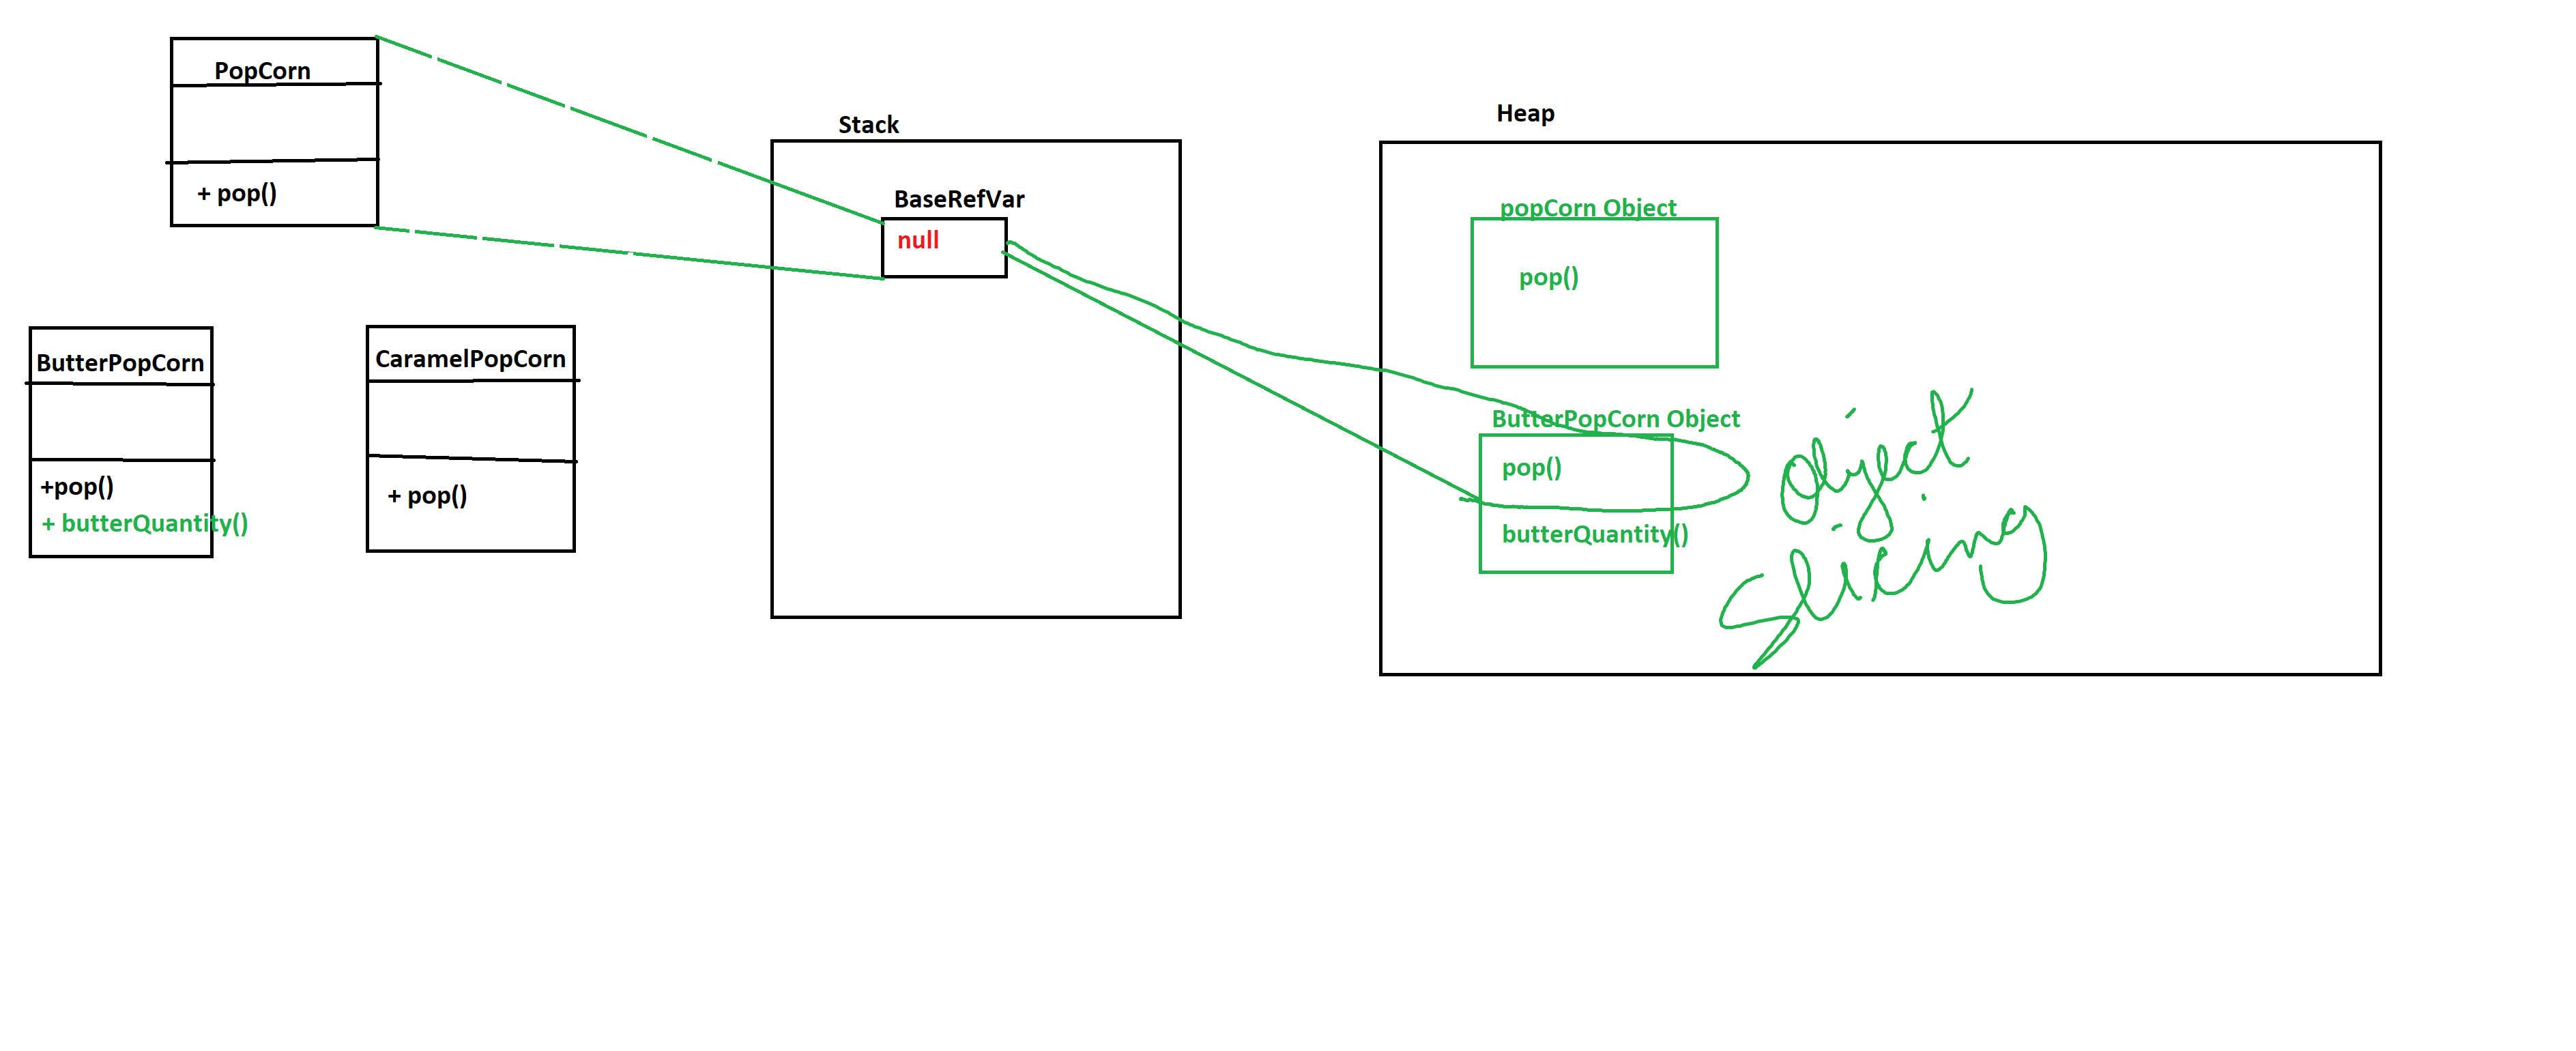 PopCorn
+ pop()
ButterPopCorn
+pop()
+ butterQuantity()
CaramelPopCorn
+ pop()
Stack
BaseRefVar
null
Heap
popCorn Object
pop()
ButterPopCorn Object
pop()
butterQuantity()
Object
Slicing